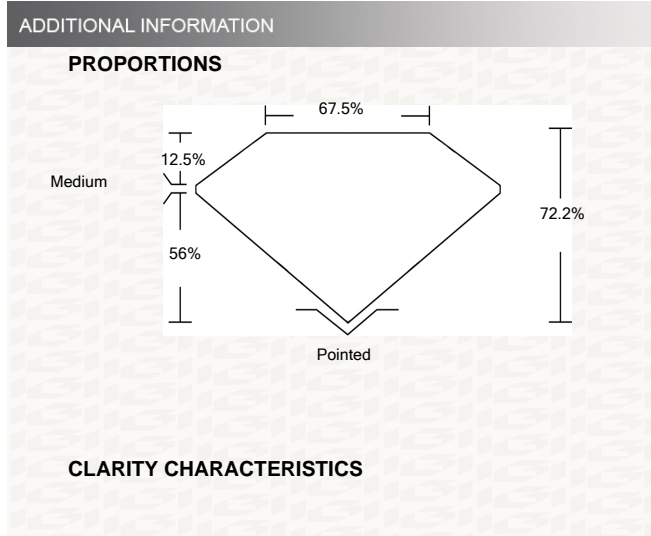 ADDITIONAL INFORMATION
PROPORTIONS
67.5%
12.5%
Medium
72.2%
56%
Pointed
CLARITY CHARACTERISTICS